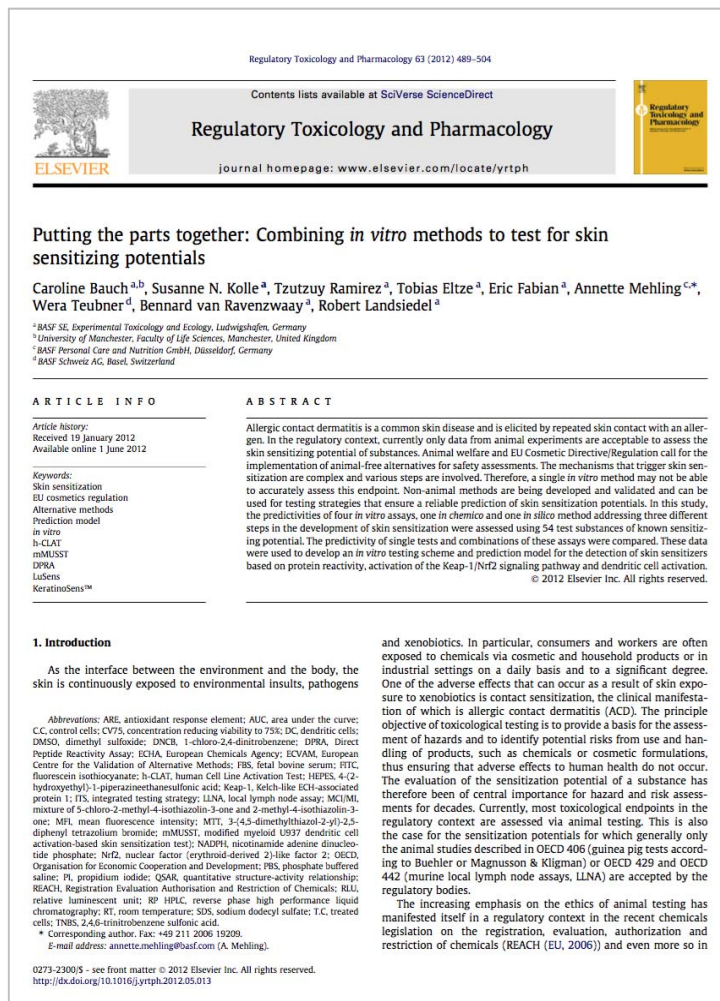 Regulatory Toxicology and Pharmacology 63 (2012) 489–504
Contents lists available at SciVerse ScienceDirect
Regulatory Toxicology and Pharmacology
journal homepage: www.elsevier.com/locate/yrtph
ELSEVIER
Regulatory
Toxicology and
Pharmacology
Putting the parts together: Combining in vitro methods to test for skin
sensitizing potentials
Caroline Bauch a,b, Susanne N. Kolle a, Tzutzuy Ramirez a, Tobias Eltze a, Eric Fabian a, Annette Mehling c,*,
Wera Teubner d, Bennard van Ravenzwaay a, Robert Landsiedel a
a BASF SE, Experimental Toxicology and Ecology, Ludwigshafen, Germany
b University of Manchester, Faculty of Life Sciences, Manchester, United Kingdom
c BASF Personal Care and Nutrition GmbH, Düsseldorf, Germany
d BASF Schweiz AG, Basel, Switzerland
ARTICLE INFO
Article history:
Received 19 January 2012
Available online 1 June 2012
Keywords:
Skin sensitization
EU cosmetics regulation
Alternative methods
Prediction model
in vitro
h-CLAT
mMUSST
DPRA
LuSens
KeratinoSens™
ABSTRACT
Allergic contact dermatitis is a common skin disease and is elicited by repeated skin contact with an aller-
gen. In the regulatory context, currently only data from animal experiments are acceptable to assess the
skin sensitizing potential of substances. Animal welfare and EU Cosmetic Directive/Regulation call for the
implementation of animal-free alternatives for safety assessments. The mechanisms that trigger skin sen-
sitization are complex and various steps are involved. Therefore, a single in vitro method may not be able
to accurately assess this endpoint. Non-animal methods are being developed and validated and can be
used for testing strategies that ensure a reliable prediction of skin sensitization potentials. In this study,
the predictivities of four in vitro assays, one in chemico and one in silico method addressing three different
steps in the development of skin sensitization were assessed using 54 test substances of known sensitiz-
ing potential. The predictivity of single tests and combinations of these assays were compared. These data
were used to develop an in vitro testing scheme and prediction model for the detection of skin sensitizers
based on protein reactivity, activation of the Keap-1/Nrf2 signaling pathway and dendritic cell activation.
© 2012 Elsevier Inc. All rights reserved.
1. Introduction
As the interface between the environment and the body, the
skin is continuously exposed to environmental insults, pathogens
Abbreviations: ARE, antioxidant response element; AUC, area under the curve;
C.C, control cells; CV75, concentration reducing viability to 75%; DC, dendritic cells;
DMSO, dimethyl sulfoxide; DNCB, 1-chloro-2,4-dinitrobenzene; DPRA, Direct
Peptide Reactivity Assay; ECHA, European Chemicals Agency; ECVAM, European
Centre for the Validation of Alternative Methods; FBS, fetal bovine serum; FITC,
fluorescein isothiocyanate; h-CLAT, human Cell Line Activation Test; HEPES, 4-(2-
hydroxyethyl)-1-piperazineethanesulfonic acid; Keap-1, Kelch-like ECH-associated
protein 1; ITS, integrated testing strategy; LLNA, local lymph node assay; MCI/MI,
mixture of 5-chloro-2-methyl-4-isothiazolin-3-one and 2-methyl-4-isothiazolin-3-
one; MFI, mean fluorescence intensity; MTT, 3-(4,5-dimethylthiazol-2-yl)-2,5-
diphenyl tetrazolium bromide; mMUSST, modified myeloid U937 dendritic cell
activation-based skin sensitization test); NADPH, nicotinamide adenine dinucleo-
tide phosphate; Nrf2, nuclear factor (erythroid-derived 2)-like factor 2; OECD,
Organisation for Economic Cooperation and Development; PBS, phosphate buffered
saline; PI, propidium iodide; QSAR, quantitative structure-activity relationship;
REACH, Registration Evaluation Authorisation and Restriction of Chemicals; RLU,
relative luminescent unit; RP HPLC, reverse phase high performance liquid
chromatography; RT, room temperature; SDS, sodium dodecyl sulfate; T.C, treated
cells; TNBS, 2,4,6-trinitrobenzene sulfonic acid.
* Corresponding author. Fax: +49 211 2006 19209.
E-mail address: annette.mehling@basf.com (A. Mehling).
and xenobiotics. In particular, consumers and workers are often
exposed to chemicals via cosmetic and household products or in
industrial settings on a daily basis and to a significant degree.
One of the adverse effects that can occur as a result of skin expo-
sure to xenobiotics is contact sensitization, the clinical manifesta-
tion of which is allergic contact dermatitis (ACD). The principle
objective of toxicological testing is to provide a basis for the assess-
ment of hazards and to identify potential risks from use and han-
dling of products, such as chemicals or cosmetic formulations,
thus ensuring that adverse effects to human health do not occur.
The evaluation of the sensitization potential of a substance has
therefore been of central importance for hazard and risk assess-
ments for decades. Currently, most toxicological endpoints in the
regulatory context are assessed via animal testing. This is also
the case for the sensitization potentials for which generally only
the animal studies described in OECD 406 (guinea pig tests accord-
ing to Buehler or Magnusson & Kligman) or OECD 429 and OECD
442 (murine local lymph node assays, LLNA) are accepted by the
regulatory bodies.
The increasing emphasis on the ethics of animal testing has
manifested itself in a regulatory context in the recent chemicals
legislation on the registration, evaluation, authorization and
restriction of chemicals (REACH (EU, 2006)) and even more so in
0273-2300/$ - see front matter © 2012 Elsevier Inc. All rights reserved.
http://dx.doi.org/10.1016/j.yrtph.2012.05.013